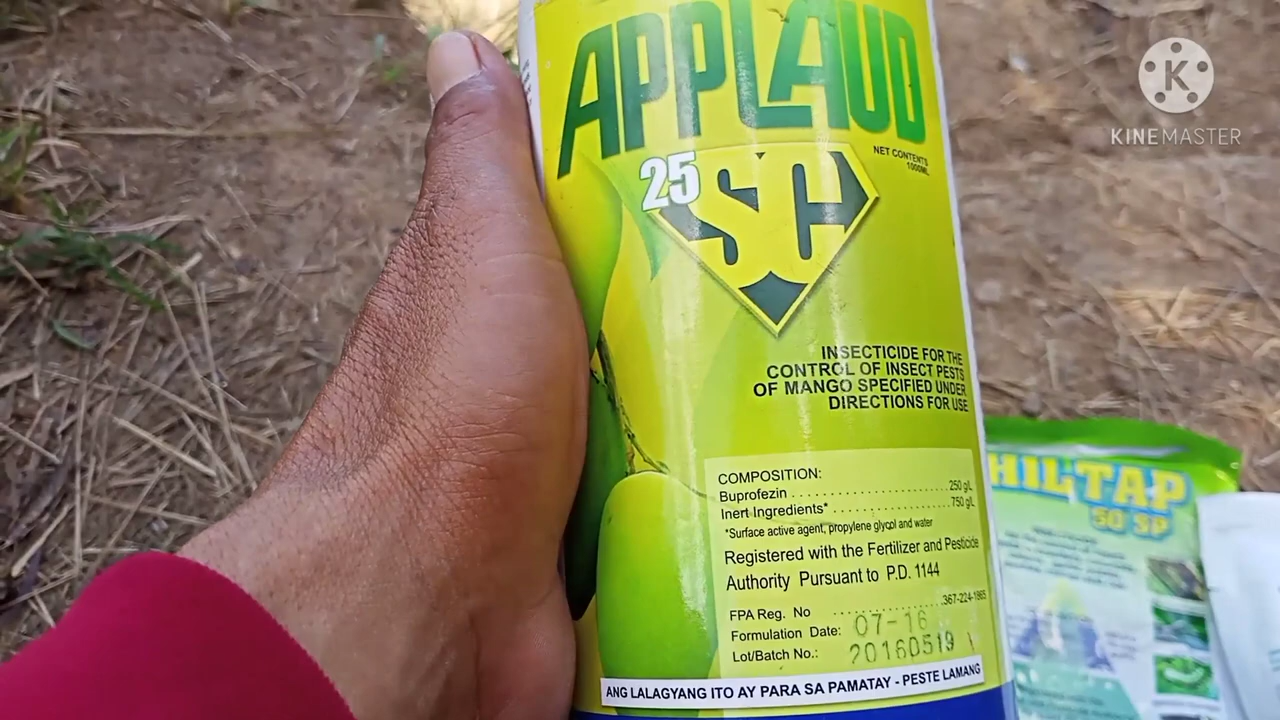 APPLAUD
25 SC
NET CONTENTS
1000ML
INSECTICIDE FOR THE
CONTROL OF INSECT PESTS
OF MANGO SPECIFIED UNDER
DIRECTIONS FOR USE
COMPOSITION:
Buprofezin . . . . . . . . . . . . . . . . . . . . . . . 250 g/L
Inert Ingredients* . . . . . . . . . . . . . . . . . . 750 g/L
*Surface active agent, propylene glycol and water
Registered with the Fertilizer and Pesticide
Authority Pursuant to P.D. 1144
FPA Reg. No . . . . . . . . . . . . . . . . . 367-224-1965
Formulation Date: 07-16
Lot/Batch No.: 20160519
ANG LALAGYANG ITO AY PARA SA PAMATAY - PESTE LAMANG
HILTAP
50 SP
K
KINEMASTER